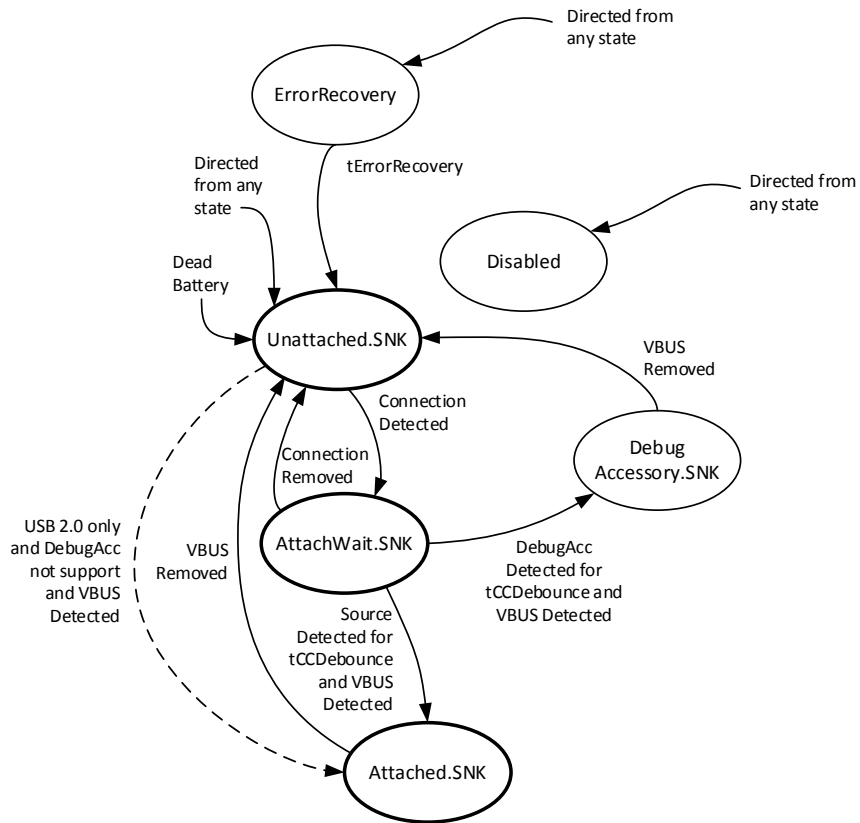 Directed from
any state
ErrorRecovery
tErrorRecovery
Directed
from any
state
Directed from
any state
Disabled
Dead
Battery
Unattached.SNK
VBUS
Removed
Connection
Detected
Connection
Removed
Debug
Accessory.SNK
USB 2.0 only
and DebugAcc
not support
and VBUS
Detected
VBUS
Removed
AttachWait.SNK
DebugAcc
Detected for
tCCDebounce and
VBUS Detected
Source
Detected for
tCCDebounce
and VBUS
Detected
Attached.SNK